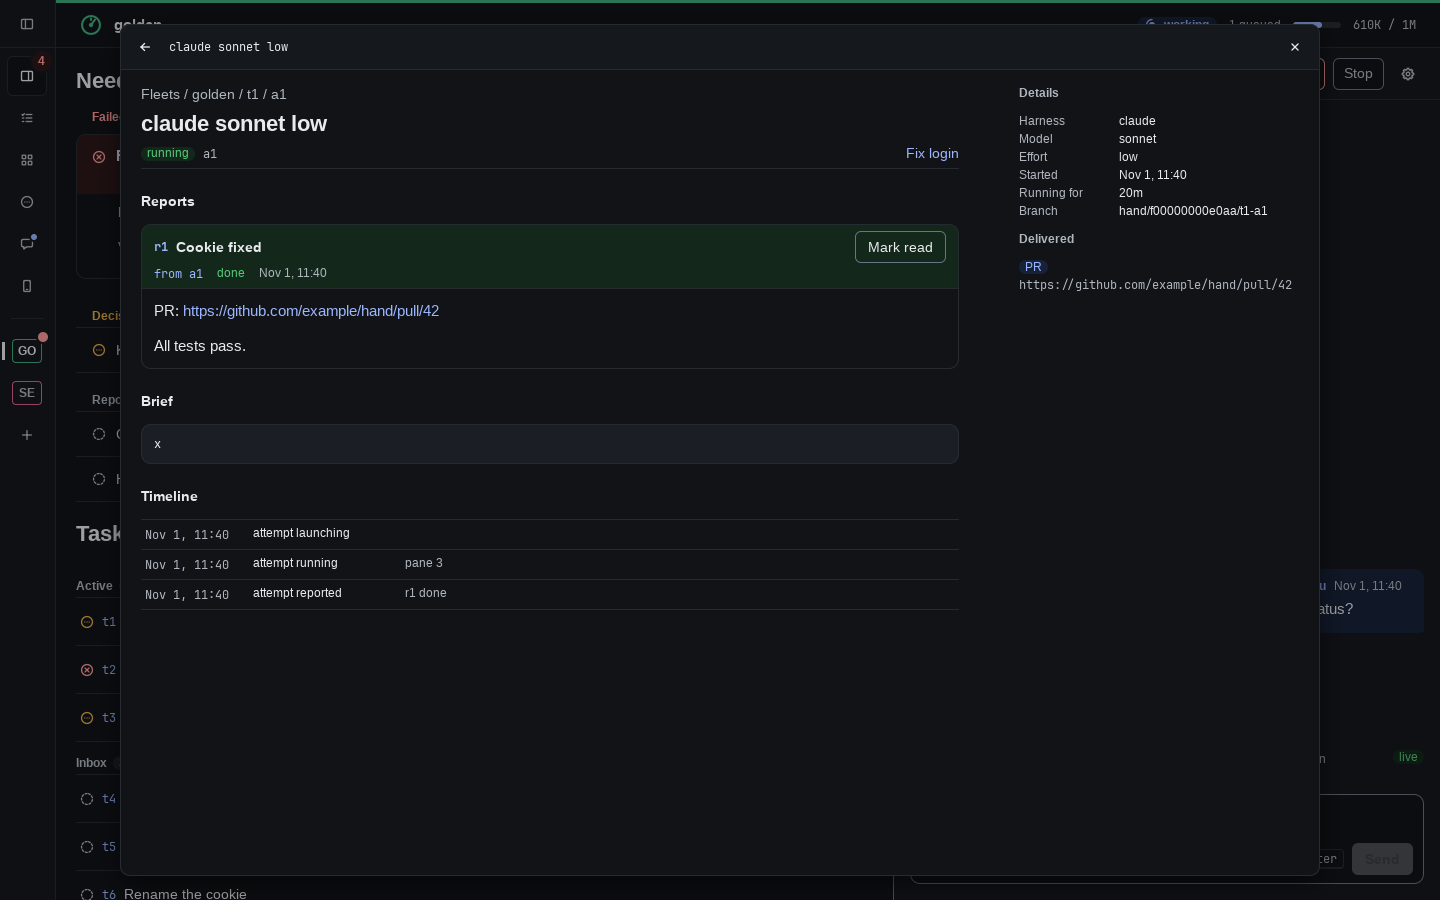 golden
working
1 queued
610K / 1M
4
claude sonnet low
Stop
Fleets / golden / t1 / a1
claude sonnet low
running a1
Fix login
Reports
r1 Cookie fixed
Mark read
from a1 done Nov 1, 11:40
PR: https://github.com/example/hand/pull/42
All tests pass.
Brief
x
Timeline
Nov 1, 11:40 attempt launching
Nov 1, 11:40 attempt running pane 3
Nov 1, 11:40 attempt reported r1 done
Details
Harness claude
Model sonnet
Effort low
Started Nov 1, 11:40
Running for 20m
Branch hand/f00000000e0aa/t1-a1
Delivered
PR
https://github.com/example/hand/pull/42
GO
SE
Active
t1
t2
t3
Inbox
t4
t5
t6 Rename the cookie
Nov 1, 11:40
live
Send